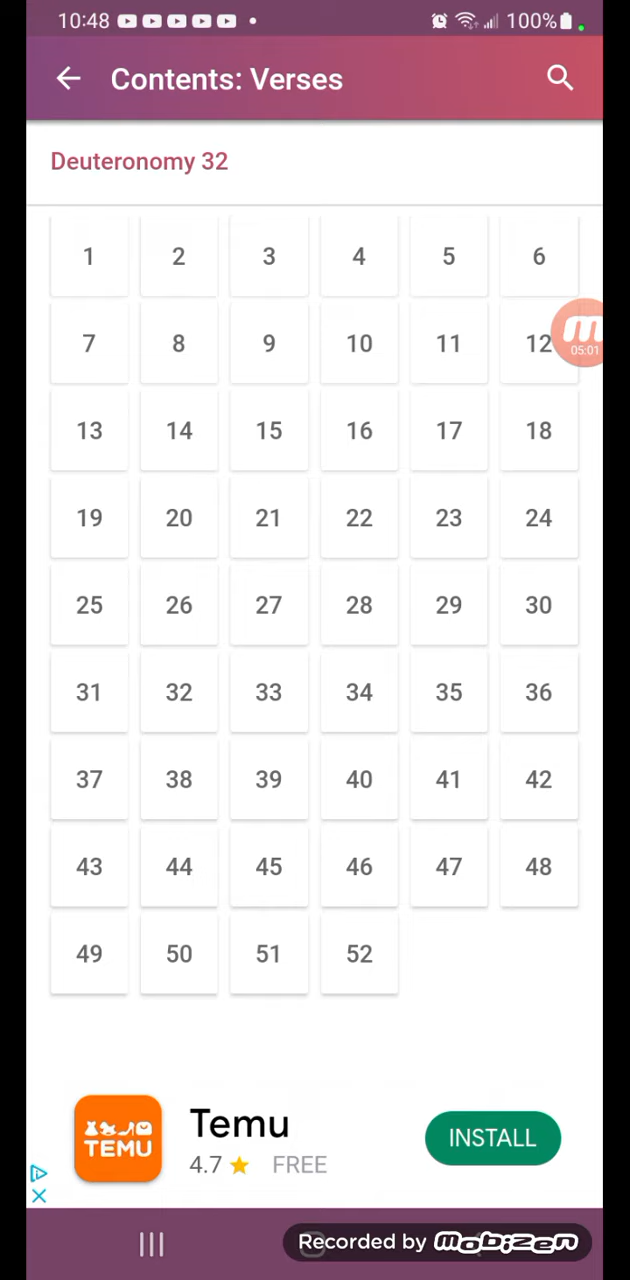 10:48 100%
Contents: Verses
Deuteronomy 32
1 2 3 4 5 6
7 8 9 10 11 12
05:01
13 14 15 16 17 18
19 20 21 22 23 24
25 26 27 28 29 30
31 32 33 34 35 36
37 38 39 40 41 42
43 44 45 46 47 48
49 50 51 52
TEMU
Temu
4.7 FREE
INSTALL
Recorded by mobizen